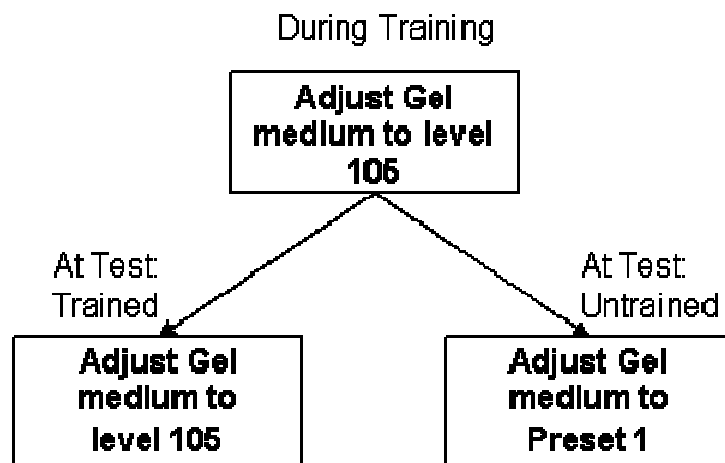 During Training
Adjust Gel
medium to level
105
At Test:
Trained
At Test:
Untrained
Adjust Gel
medium to
level 105
Adjust Gel
medium to
Preset 1